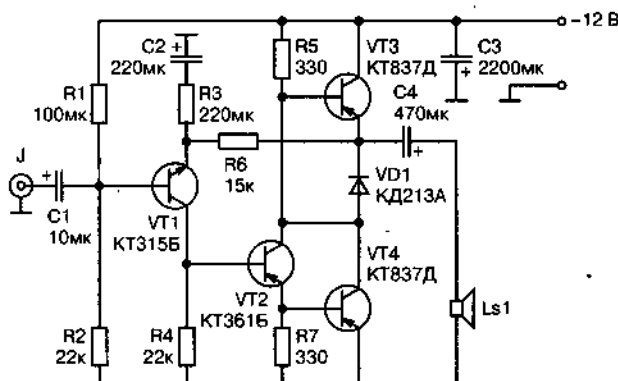 –12 В
C2 +
220мк
R5
330
VT3
КТ837Д
C3
+ 2200мк
R1
100мк
R3
220мк
C4
470мк
+
J
+
R6
15к
VD1
КД213А
C1
10мк
VT1
КТ315Б
VT4
КТ837Д
VT2
КТ361Б
Ls1
R2
22к
R4
22к
R7
330